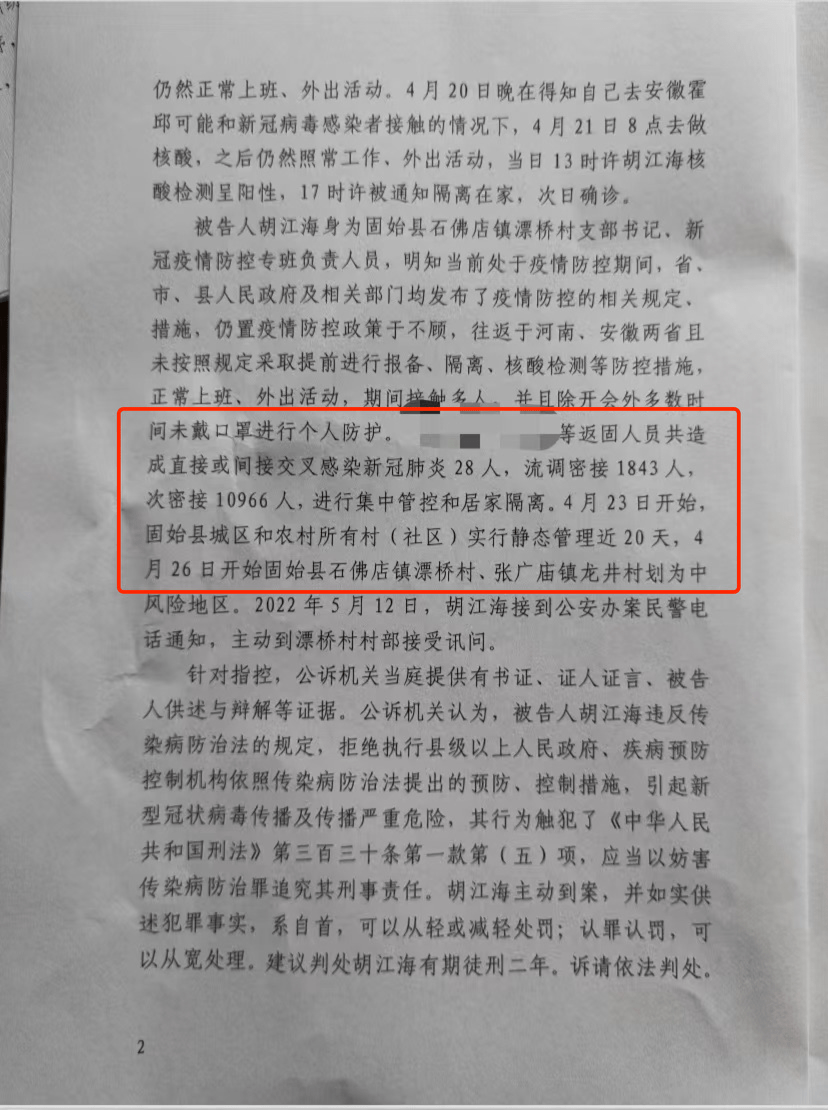 仍然正常上班、外出活动。4月20日晚在得知自己去安徽霍
邱可能和新冠病毒感染者接触的情况下，4月21日8点去做
核酸，之后仍然照常工作、外出活动，当日13时许胡江海核
酸检测呈阳性，17时许被通知隔离在家，次日确诊。
被告人胡江海身为固始县石佛店镇漂桥村支部书记、新
冠疫情防控专班负责人员，明知当前处于疫情防控期间，省、
市、县人民政府及相关部门均发布了疫情防控的相关规定、
措施，仍置疫情防控政策于不顾，往返于河南、安徽两省且
未按照规定采取提前进行报备、隔离、核酸检测等防控措施，
正常上班、外出活动，期间接触多人，并且除开会外多数时
间未戴口罩进行个人防护。等返固人员共造
成直接或间接交叉感染新冠肺炎28人，流调密接1843人，
次密接10966人，进行集中管控和居家隔离。4月23日开始，
固始县城区和农村所有村（社区）实行静态管理近20天，4
月26日开始固始县石佛店镇漂桥村、张广庙镇龙井村划为中
风险地区。2022年5月12日，胡江海接到公安办案民警电
话通知，主动到漂桥村村部接受讯问。
针对指控，公诉机关当庭提供有书证、证人证言、被告
人供述与辩解等证据。公诉机关认为，被告人胡江海违反传
染病防治法的规定，拒绝执行县级以上人民政府、疾病预防
控制机构依照传染病防治法提出的预防、控制措施，引起新
型冠状病毒传播及传播严重危险，其行为触犯了《中华人民
共和国刑法》第三百三十条第一款第（五）项，应当以妨害
传染病防治罪追究其刑事责任。胡江海主动到案，并如实供
述犯罪事实，系自首，可以从轻或减轻处罚；认罪认罚，可
以从宽处理。建议判处胡江海有期徒刑二年。诉请依法判处。
2